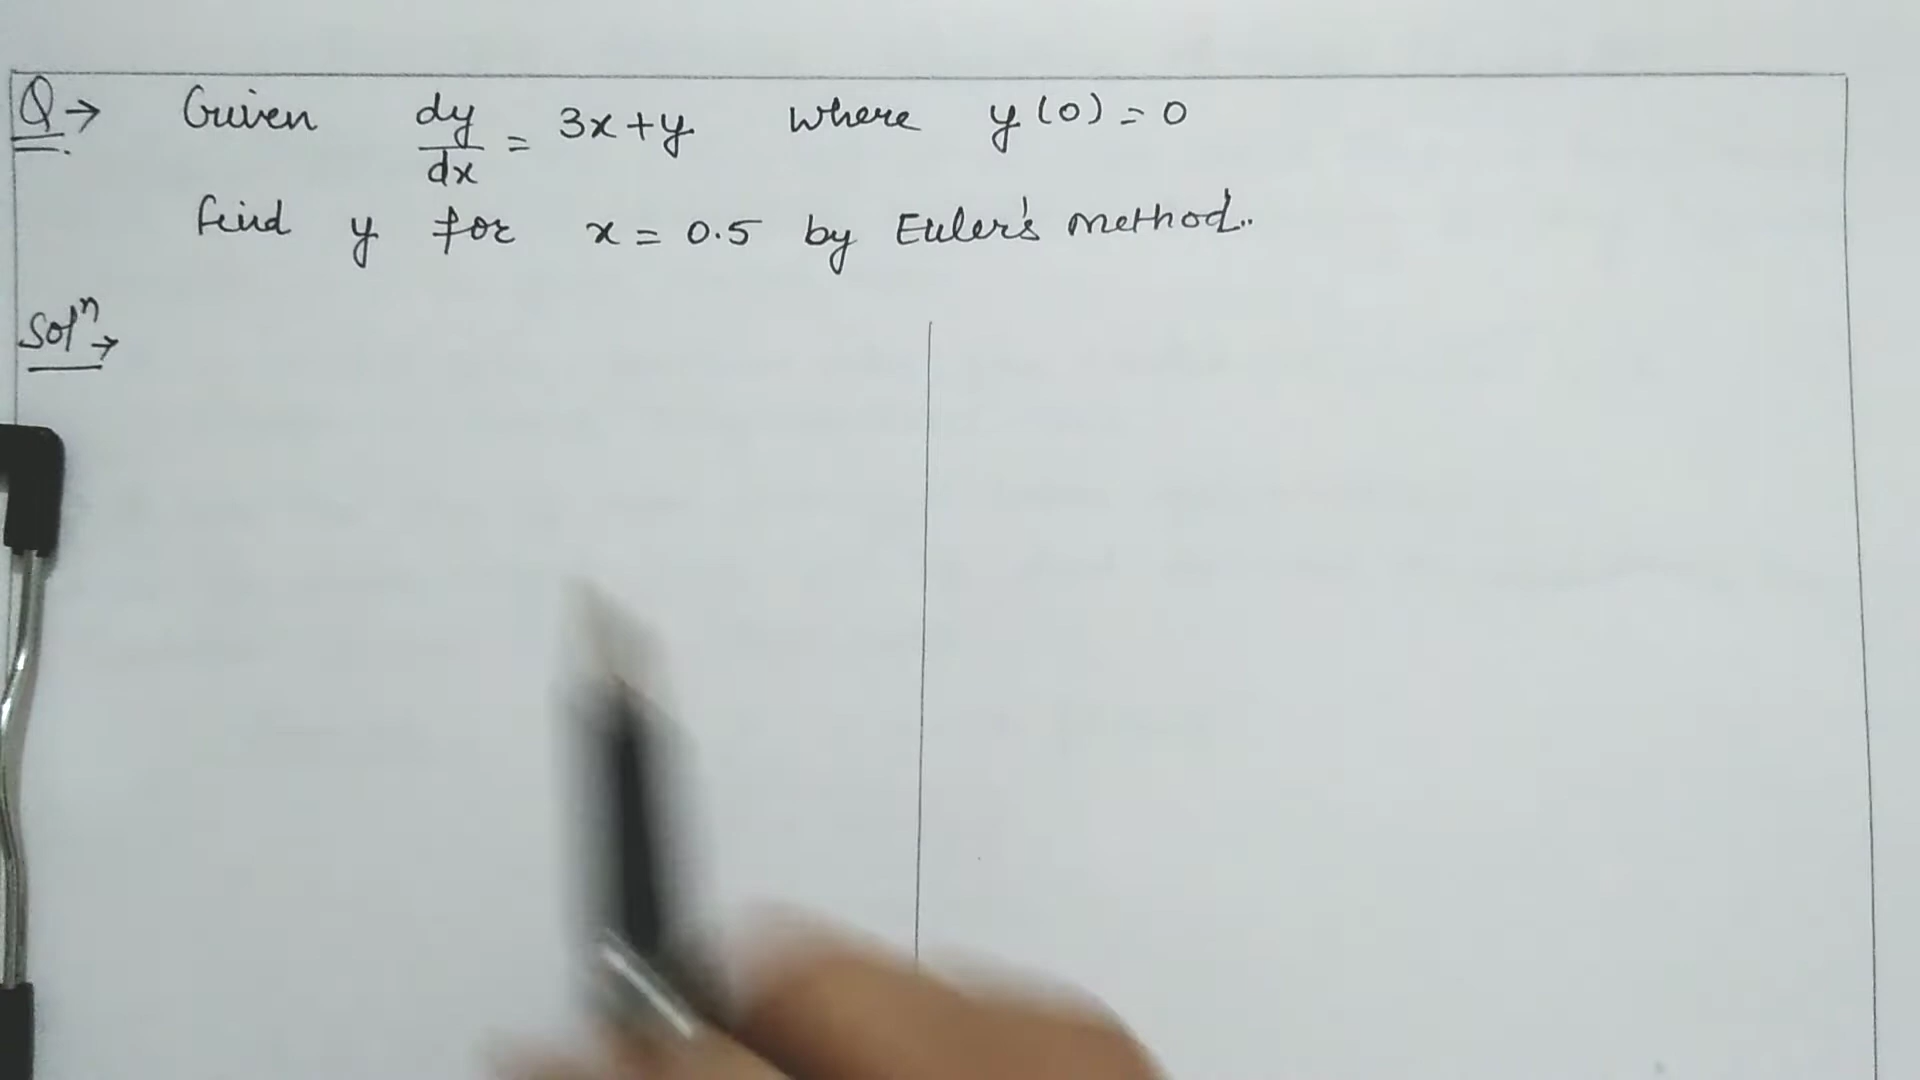 Q→ Given dy/dx = 3x+y where y(0)=0
find y for x = 0.5 by Euler's method..
Solⁿ→